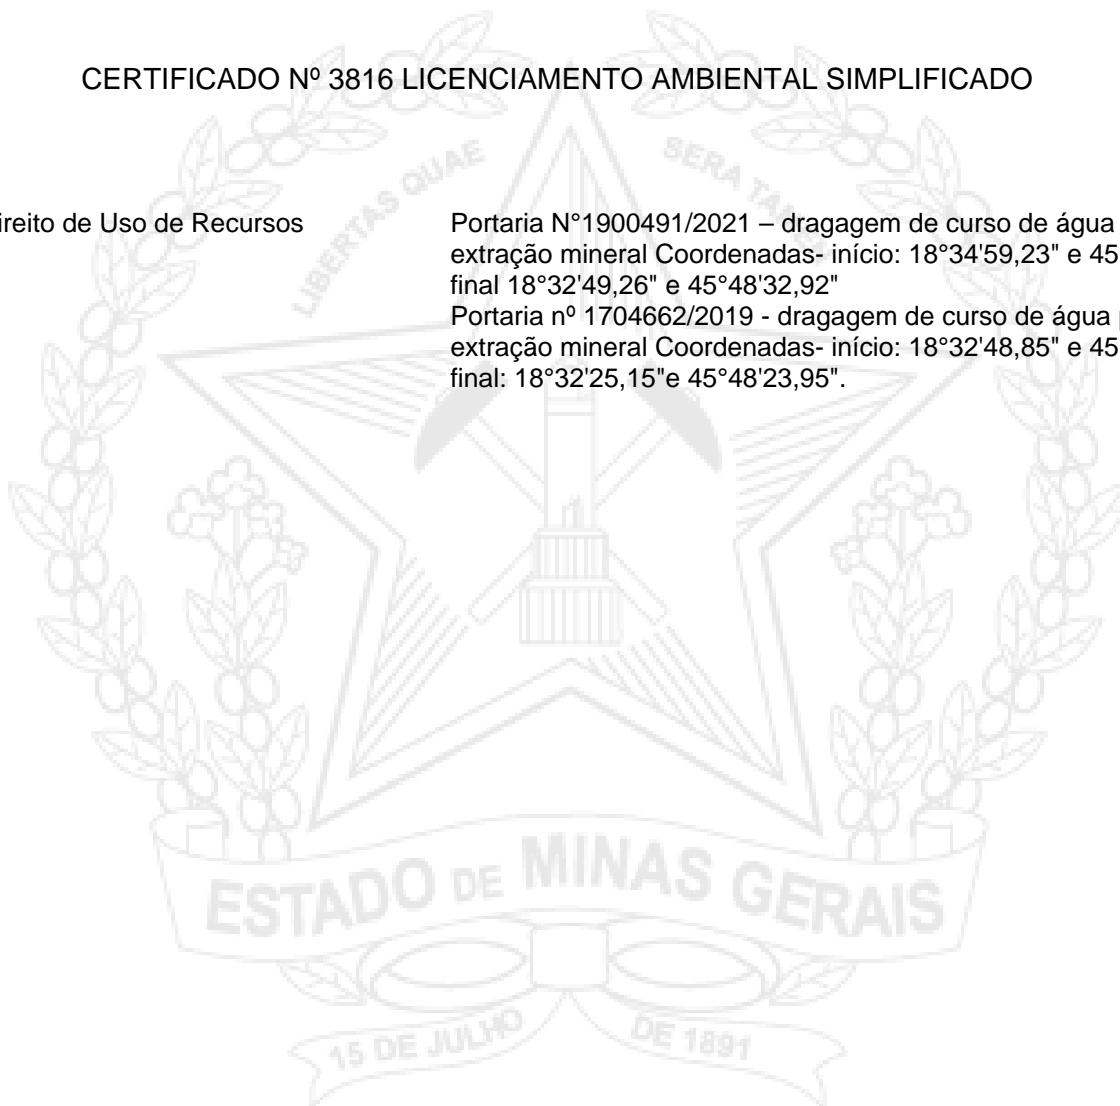 CERTIFICADO Nº 3816 LICENCIAMENTO AMBIENTAL SIMPLIFICADO
LIBERTAS QUAE SERA TAMEN
ireito de Uso de Recursos
Portaria N°1900491/2021 – dragagem de curso de água
extração mineral Coordenadas- início: 18°34'59,23" e 45
final 18°32'49,26" e 45°48'32,92"
Portaria nº 1704662/2019 - dragagem de curso de água p
extração mineral Coordenadas- início: 18°32'48,85" e 45
final: 18°32'25,15"e 45°48'23,95".
ESTADO DE MINAS GERAIS
15 DE JULHO DE 1891